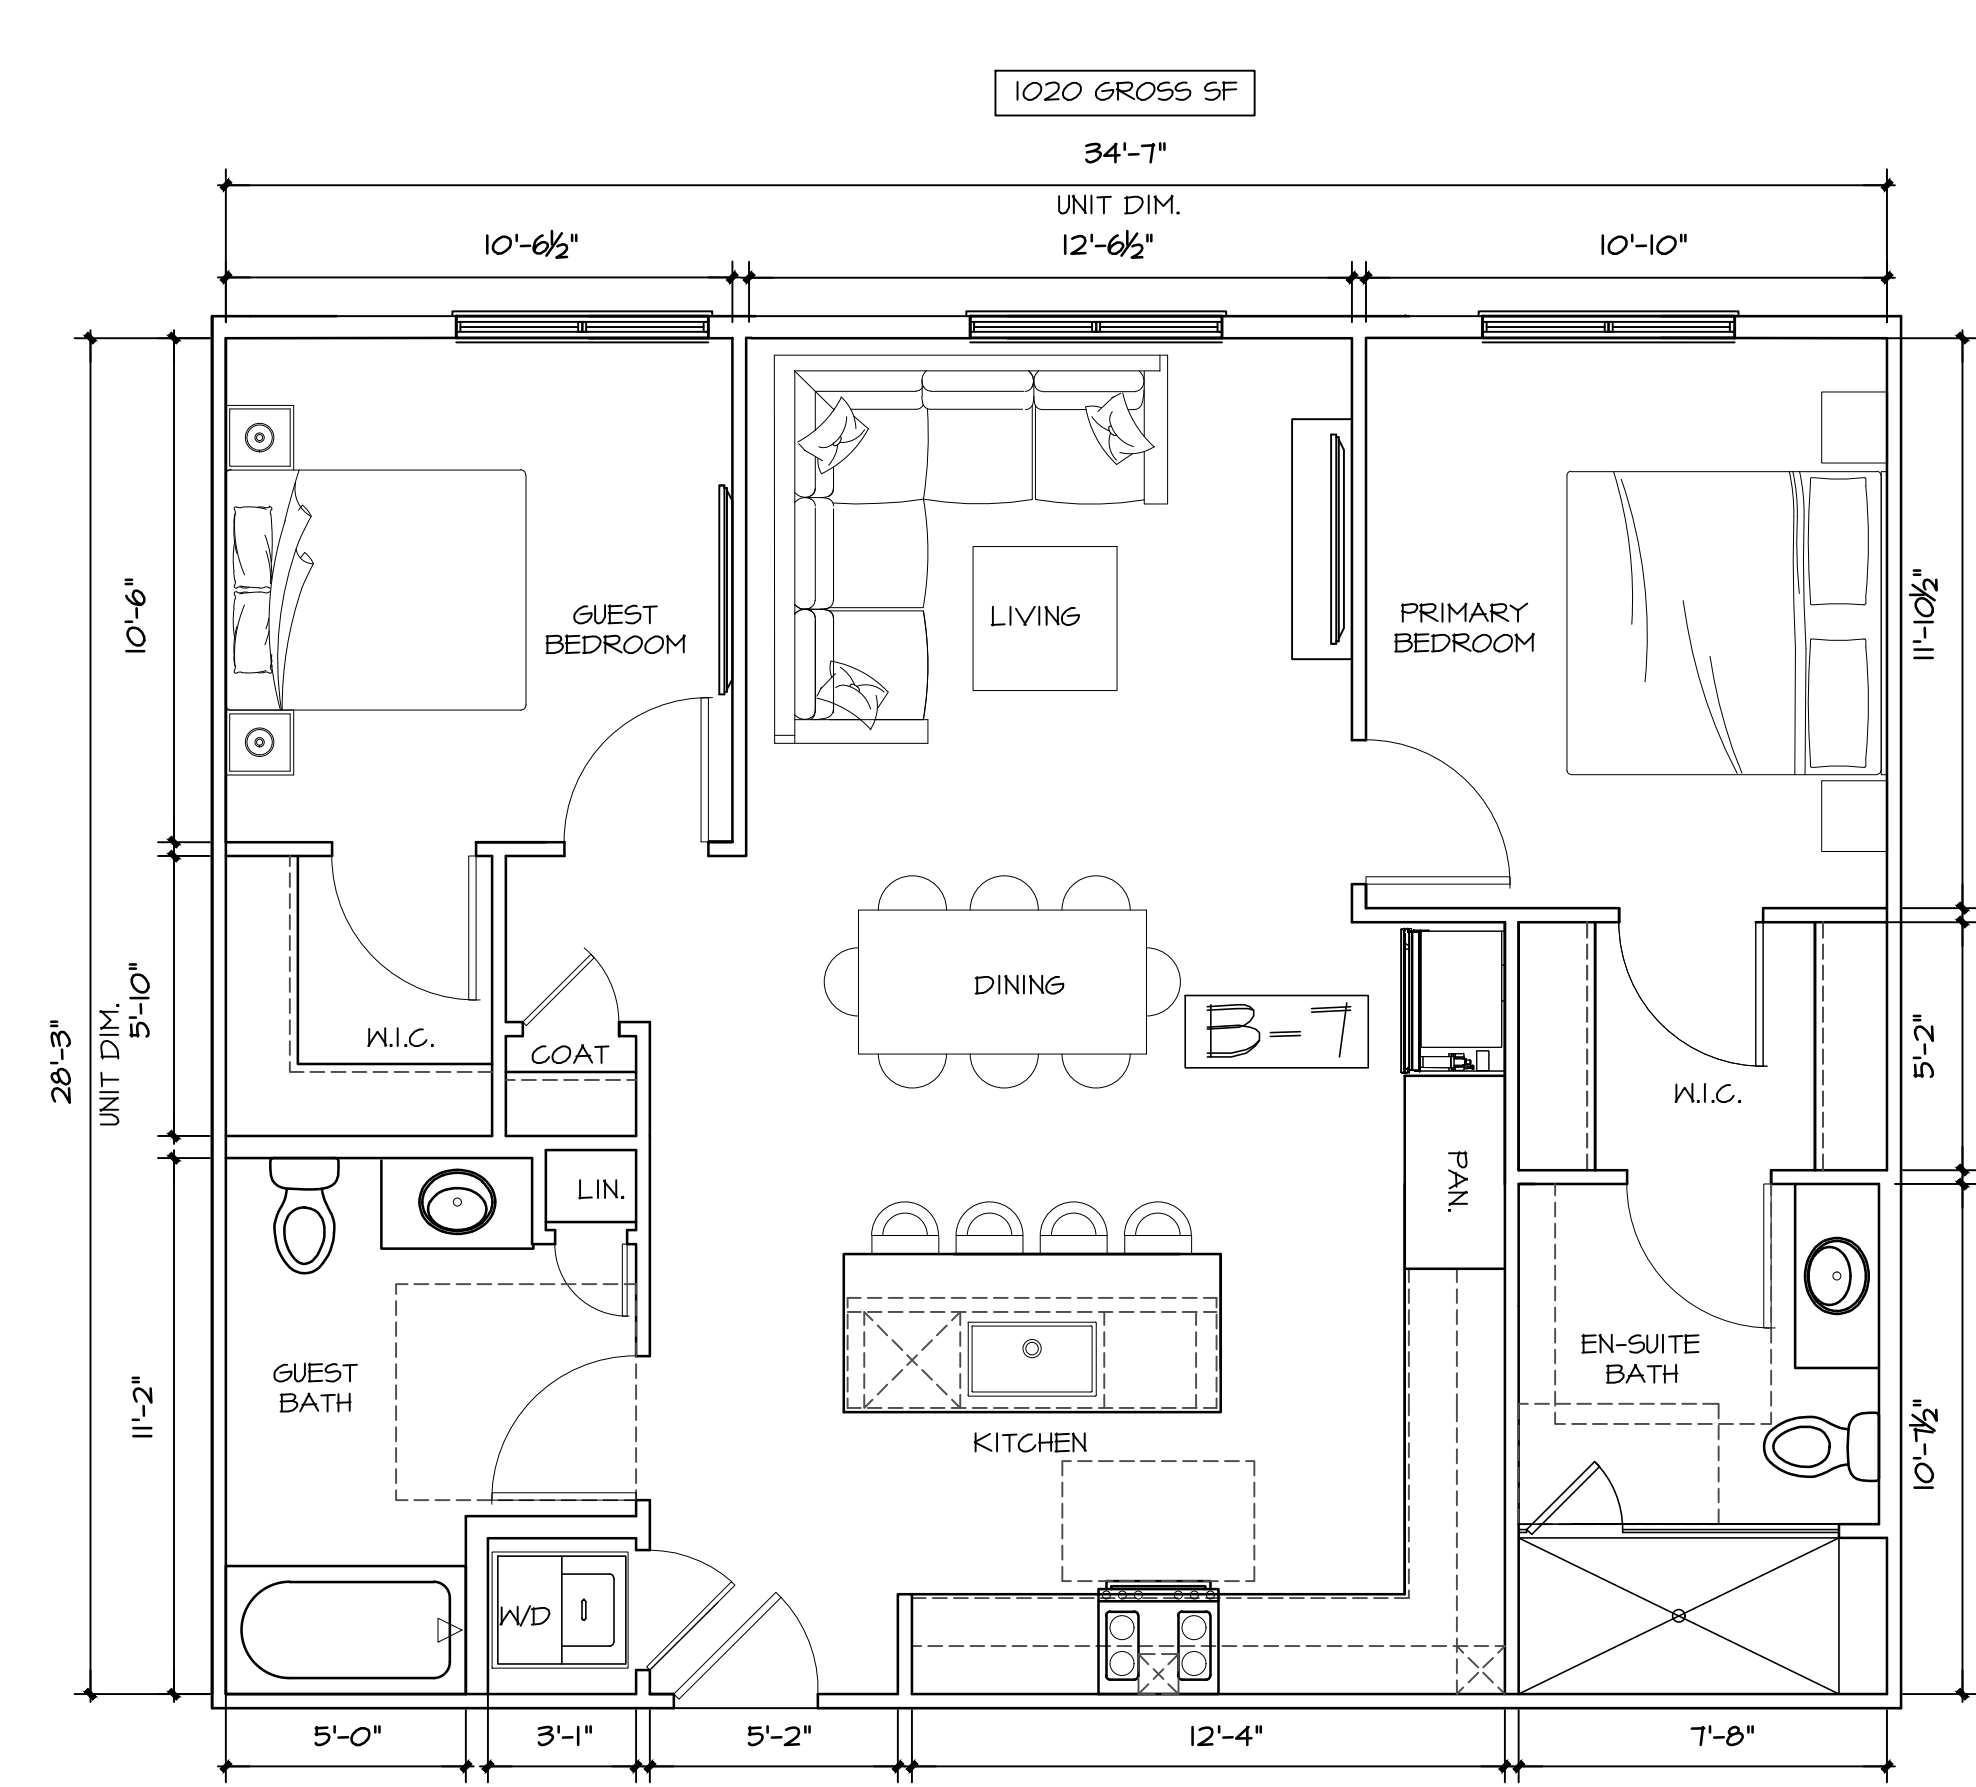 1020 GROSS SF
34'-7"
UNIT DIM.
10'-6½"
12'-6½"
10'-10"
10'-6"
GUEST
BEDROOM
LIVING
PRIMARY
BEDROOM
11'-10½"
28'-3"
UNIT DIM.
5'-10"
W.I.C.
COAT
DINING
B=7
W.I.C.
5'-2"
LIN.
PAN.
11'-2"
GUEST
BATH
KITCHEN
EN-SUITE
BATH
10'-7½"
W/D
5'-0"
3'-1"
5'-2"
12'-4"
7'-8"